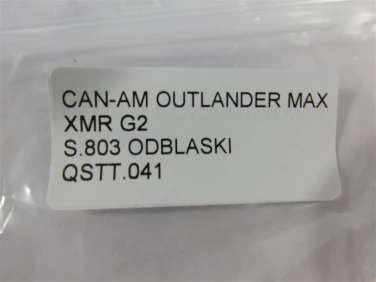 CAN-AM OUTLANDER MAX
XMR G2
S.803 ODBLASKI
QSTT.041